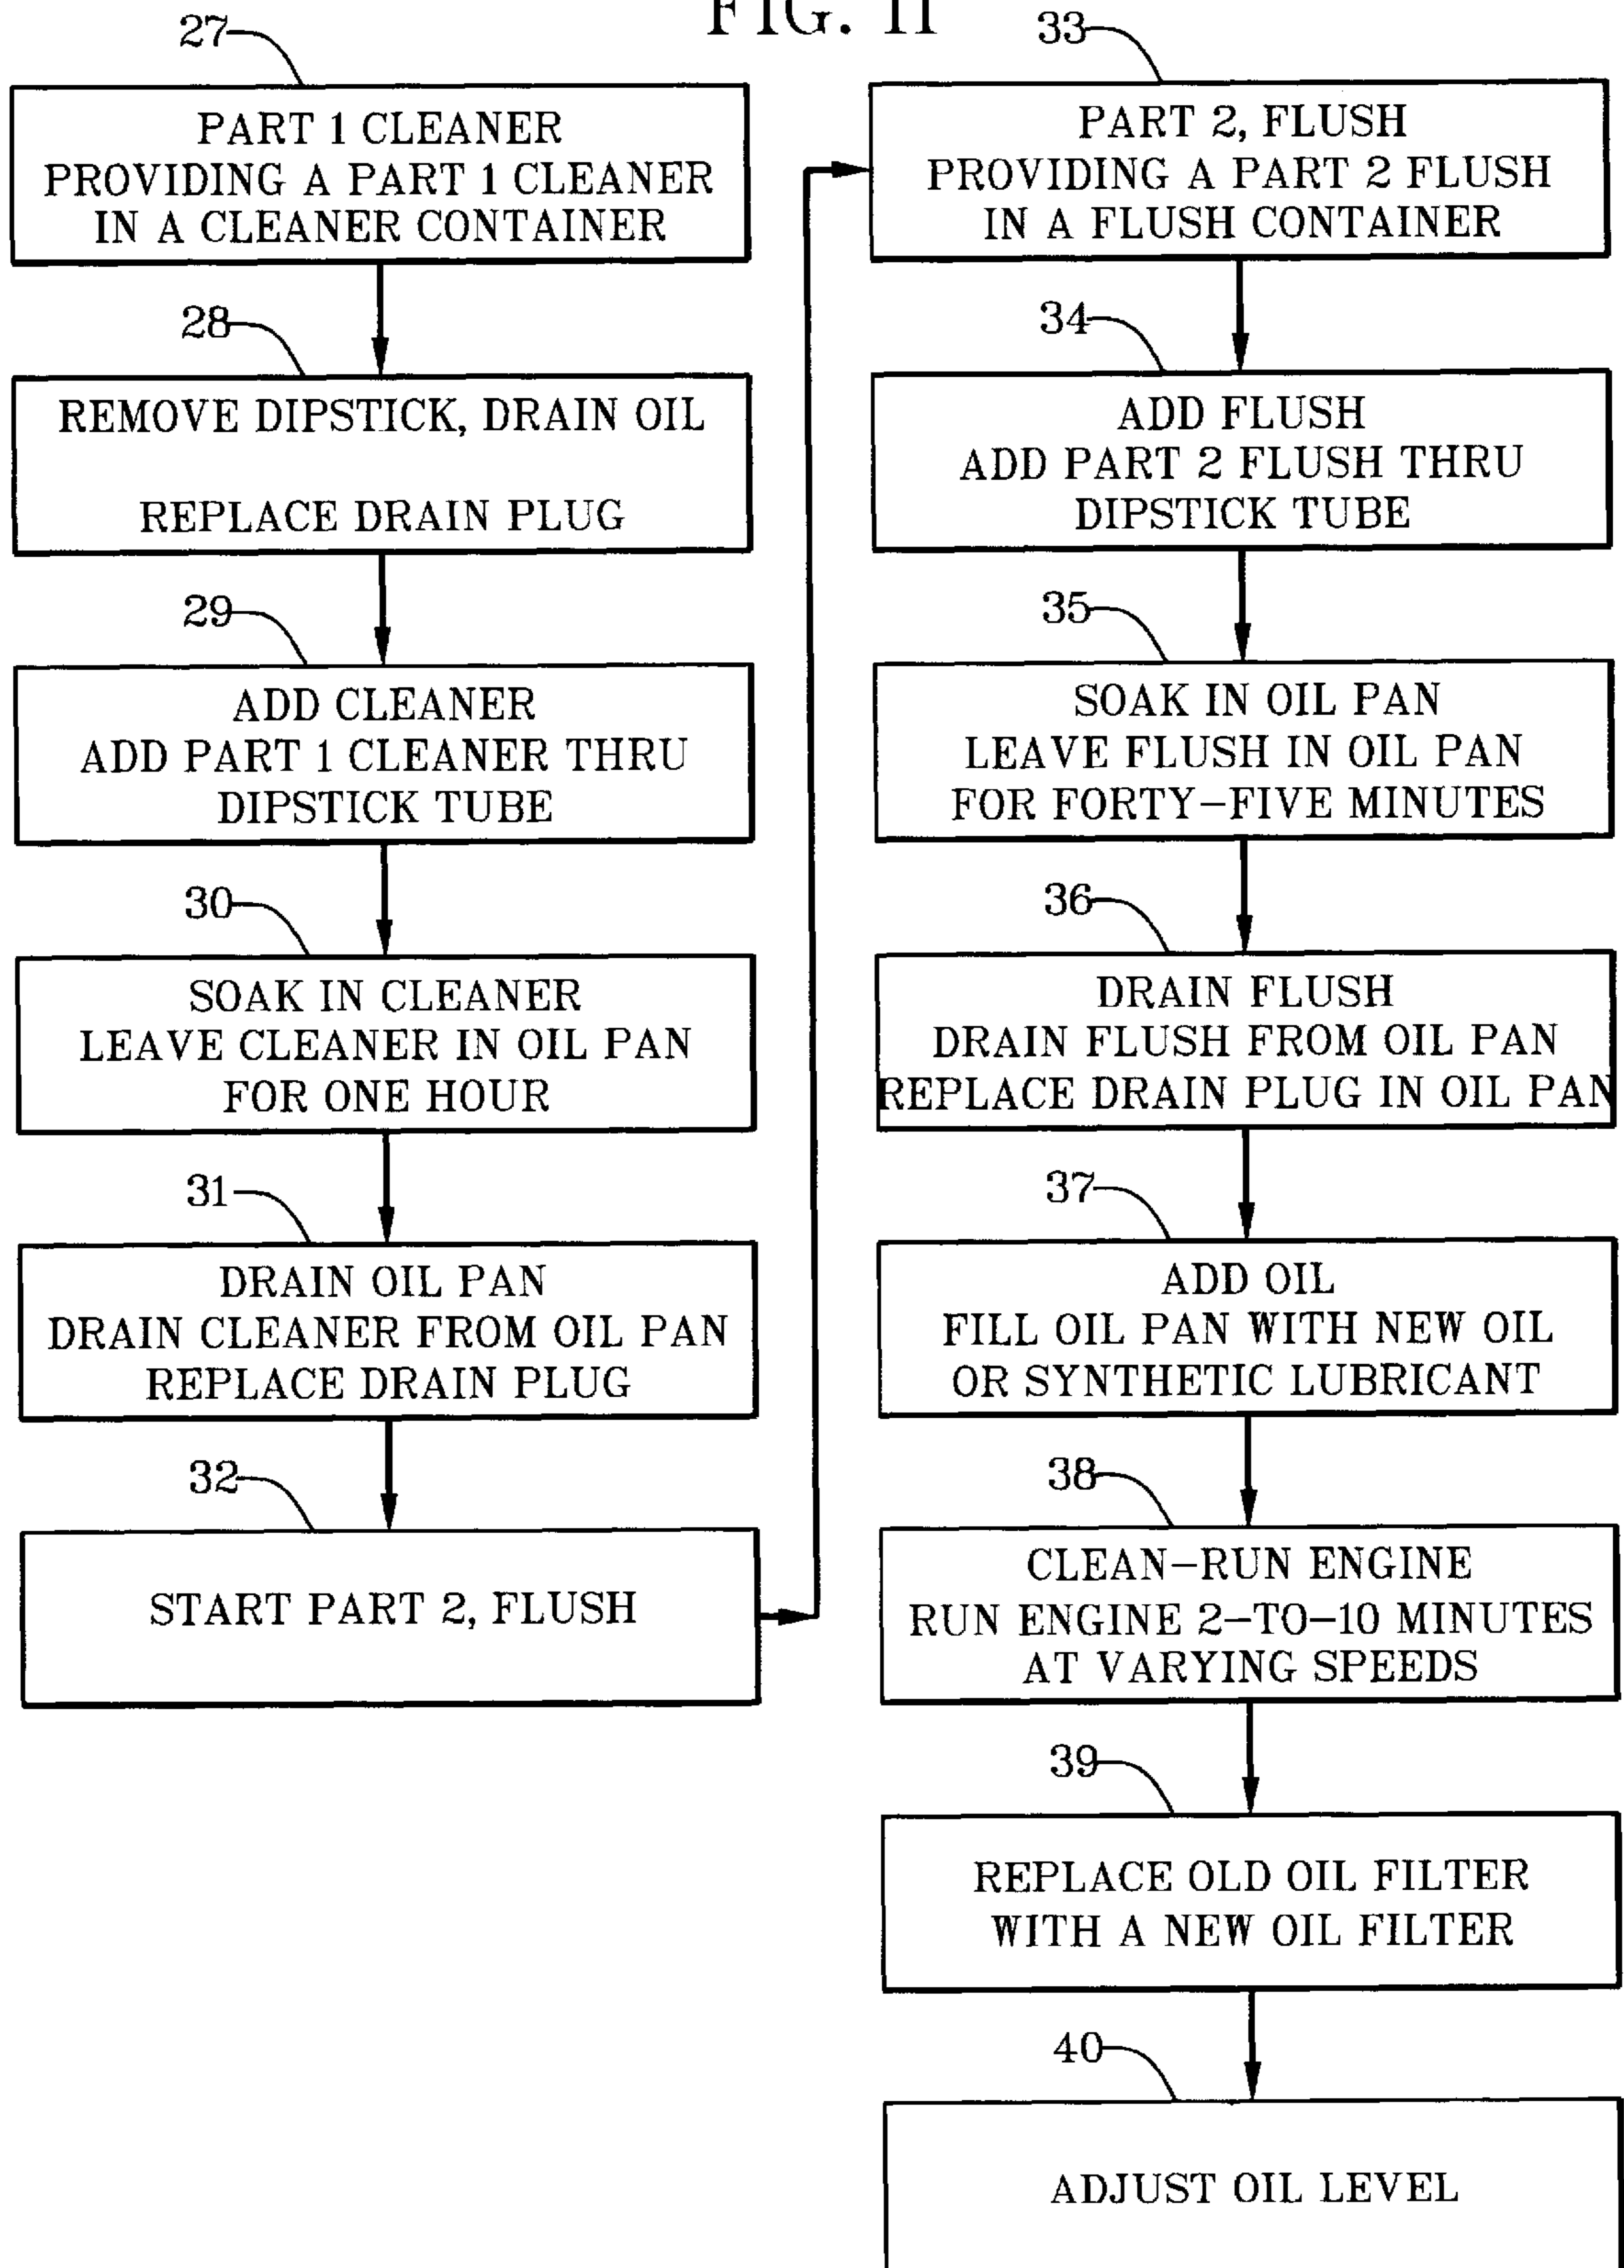 FIG. 11
27
PART 1 CLEANER
PROVIDING A PART 1 CLEANER
IN A CLEANER CONTAINER
28
REMOVE DIPSTICK, DRAIN OIL
REPLACE DRAIN PLUG
29
ADD CLEANER
ADD PART 1 CLEANER THRU
DIPSTICK TUBE
30
SOAK IN CLEANER
LEAVE CLEANER IN OIL PAN
FOR ONE HOUR
31
DRAIN OIL PAN
DRAIN CLEANER FROM OIL PAN
REPLACE DRAIN PLUG
32
START PART 2, FLUSH
33
PART 2, FLUSH
PROVIDING A PART 2 FLUSH
IN A FLUSH CONTAINER
34
ADD FLUSH
ADD PART 2 FLUSH THRU
DIPSTICK TUBE
35
SOAK IN OIL PAN
LEAVE FLUSH IN OIL PAN
FOR FORTY-FIVE MINUTES
36
DRAIN FLUSH
DRAIN FLUSH FROM OIL PAN
REPLACE DRAIN PLUG IN OIL PAN
37
ADD OIL
FILL OIL PAN WITH NEW OIL
OR SYNTHETIC LUBRICANT
38
CLEAN-RUN ENGINE
RUN ENGINE 2-TO-10 MINUTES
AT VARYING SPEEDS
39
REPLACE OLD OIL FILTER
WITH A NEW OIL FILTER
40
ADJUST OIL LEVEL